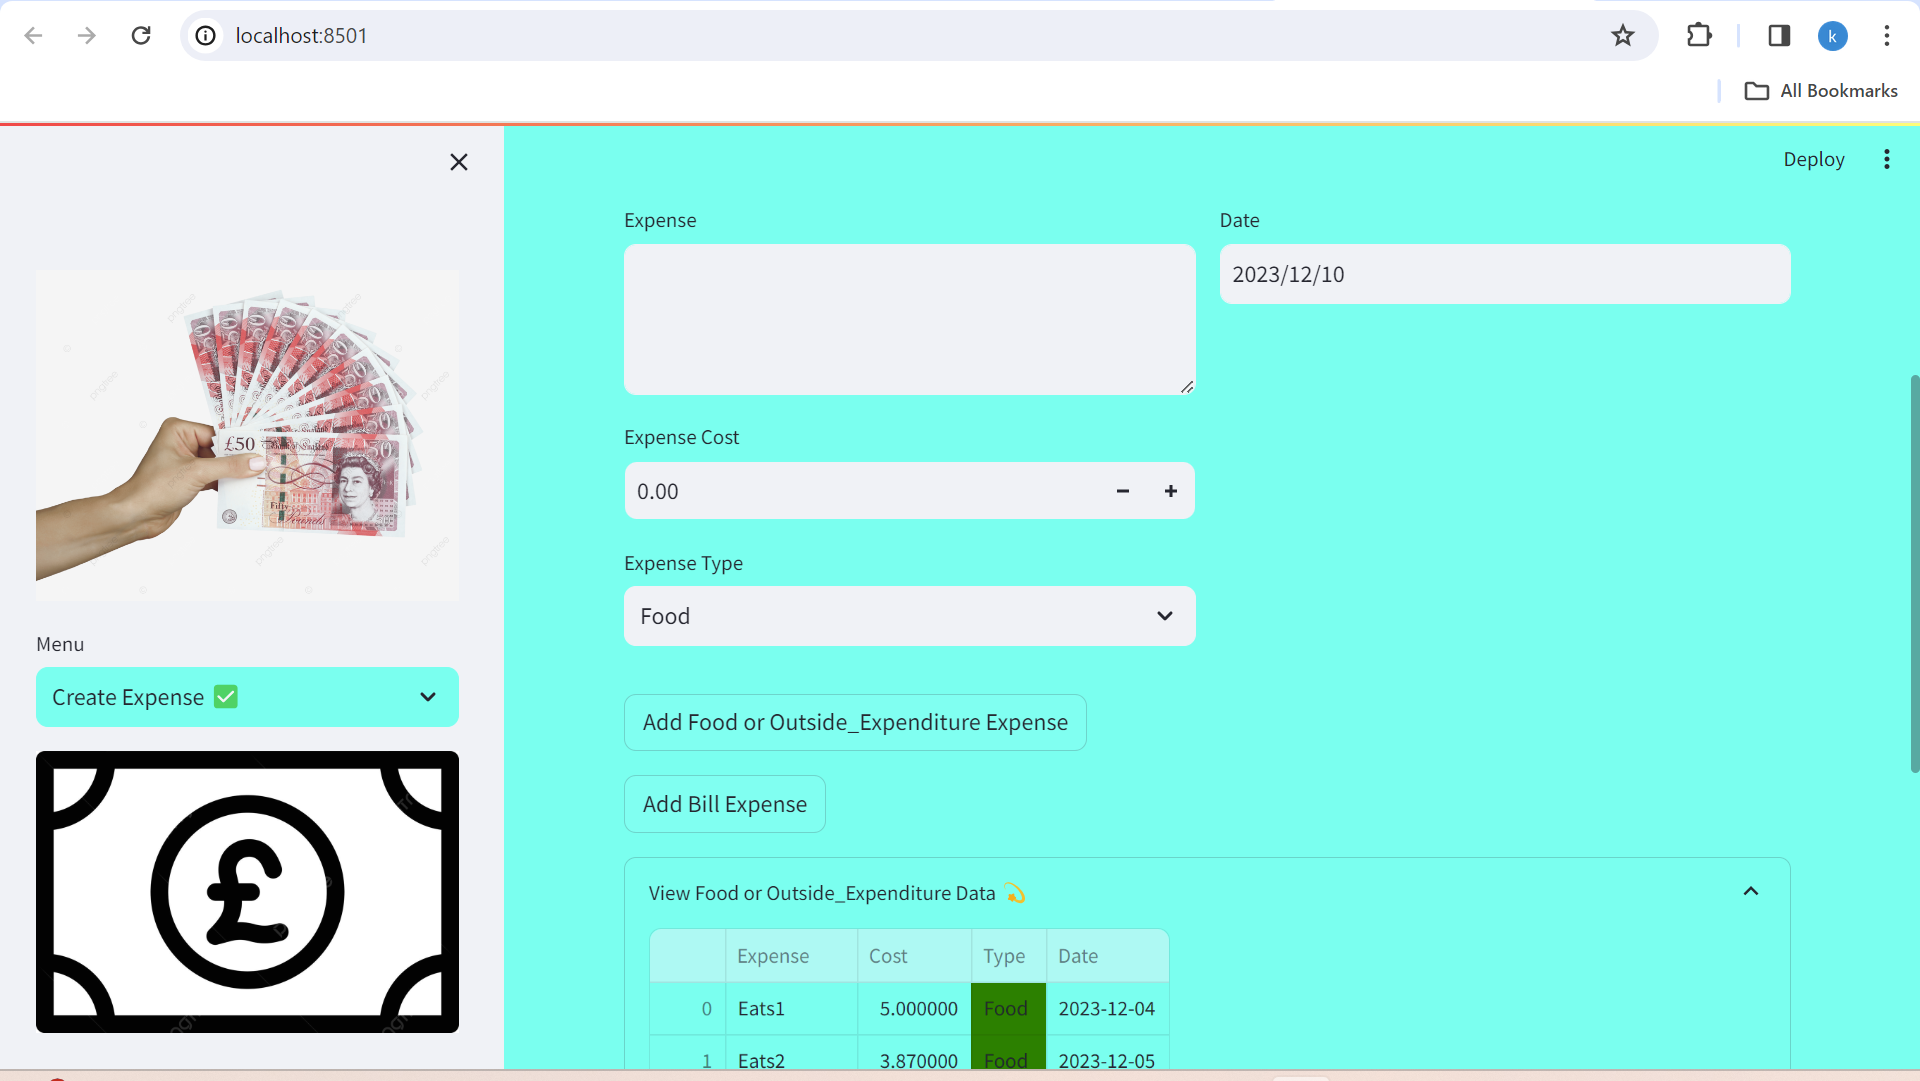 localhost:8501
k
All Bookmarks
Deploy
Expense
Date
2023/12/10
Expense Cost
0.00
Expense Type
Food
£50
Fifty
Pounds
Menu
Create Expense ✅
Add Food or Outside_Expenditure Expense
Add Bill Expense
£
View Food or Outside_Expenditure Data 💫
Expense Cost Type Date
0 Eats1 5.000000 Food 2023-12-04
1 Eats2 3.870000 Food 2023-12-05